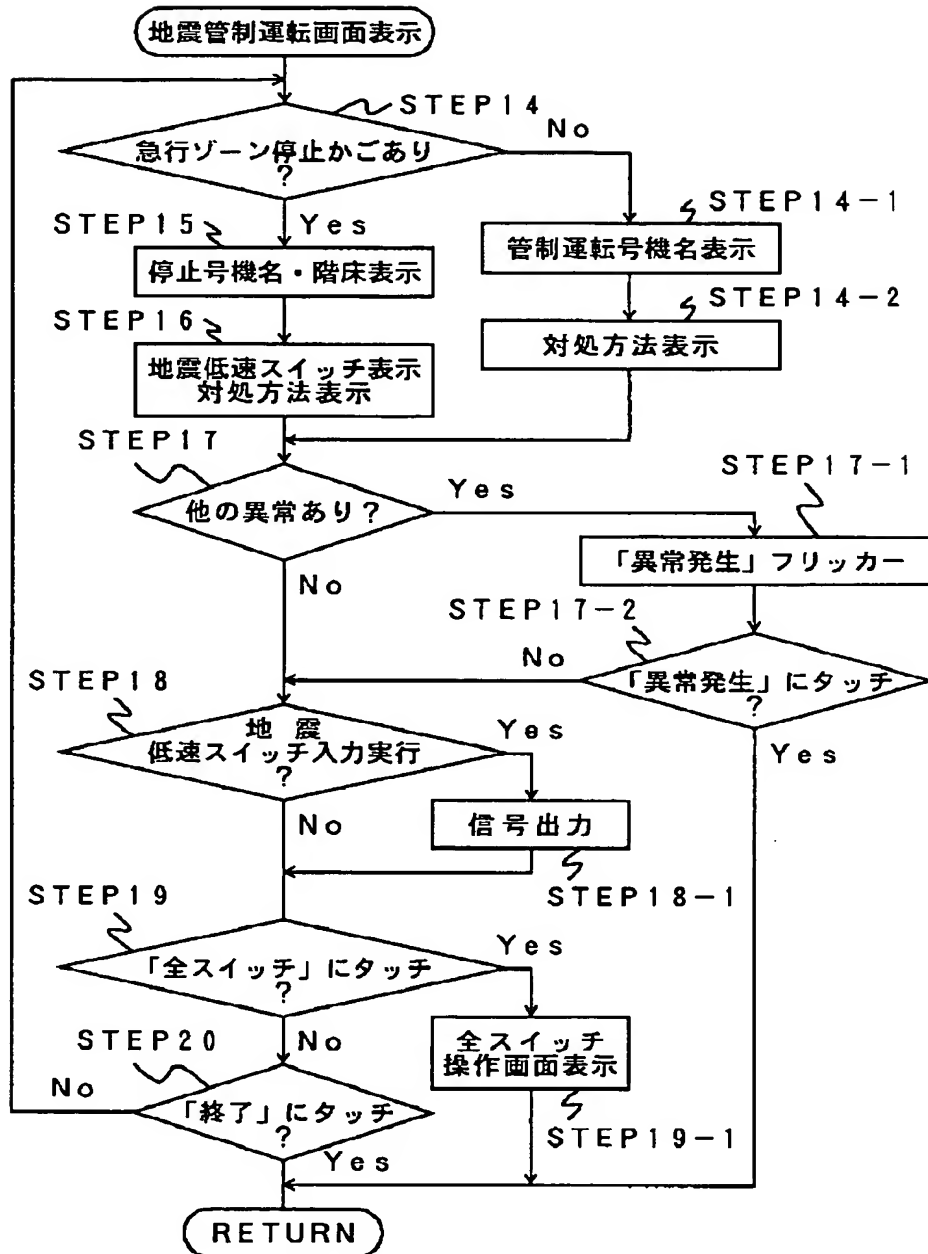 地震管制運転画面表示
STEP14
急行ゾーン停止かごあり
?
No
Yes
STEP15
停止号機名・階床表示
STEP14-1
管制運転号機名表示
STEP16
地震低速スイッチ表示
対処方法表示
STEP14-2
対処方法表示
STEP17
他の異常あり?
Yes
No
STEP17-1
「異常発生」フリッカー
STEP17-2
「異常発生」にタッチ
?
No
Yes
STEP18
地震
低速スイッチ入力実行
?
Yes
No
信号出力
STEP18-1
STEP19
「全スイッチ」にタッチ
?
Yes
No
全スイッチ
操作画面表示
STEP19-1
STEP20
「終了」にタッチ
?
No
Yes
RETURN